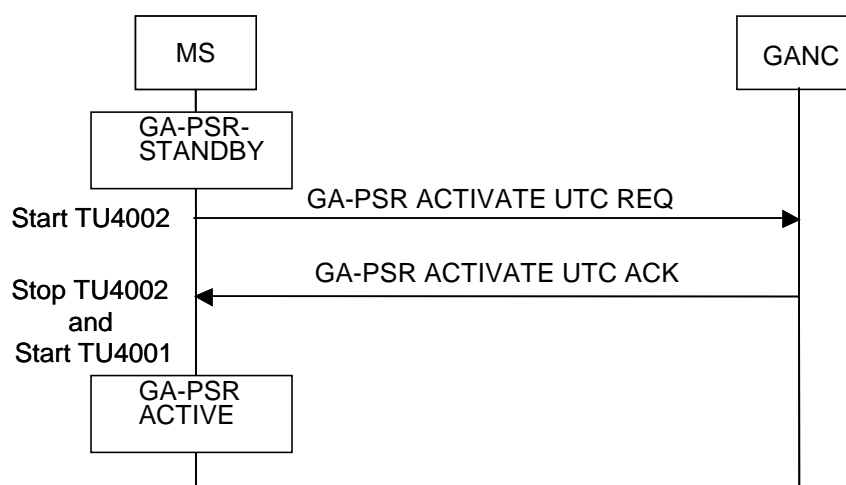 MS
GANC
GA-PSR-
STANDBY
Start TU4002
GA-PSR ACTIVATE UTC REQ
GA-PSR ACTIVATE UTC ACK
Stop TU4002
and
Start TU4001
GA-PSR
ACTIVE